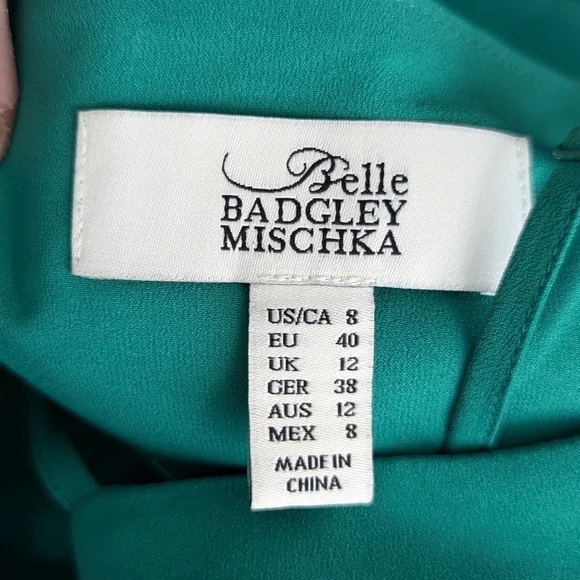 Belle
BADGLEY
MISCHKA
US/CA 8
EU 40
UK 12
GER 38
AUS 12
MEX 8
MADE IN
CHINA